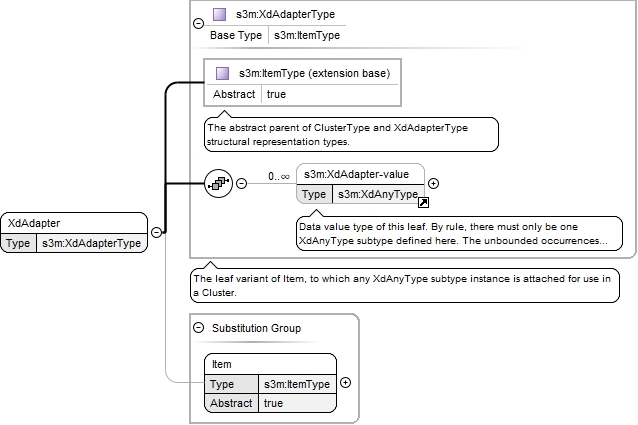 s3m:XdAdapterType
Base Type s3m:ItemType
s3m:ItemType (extension base)
Abstract true
The abstract parent of ClusterType and XdAdapterType
structural representation types.
0..∞
s3m:XdAdapter-value
Type s3m:XdAnyType
Data value type of this leaf. By rule, there must only be one
XdAnyType subtype defined here. The unbounded occurrences...
XdAdapter
Type s3m:XdAdapterType
The leaf variant of Item, to which any XdAnyType subtype instance is attached for use in
a Cluster.
Substitution Group
Item
Type s3m:ItemType
Abstract true